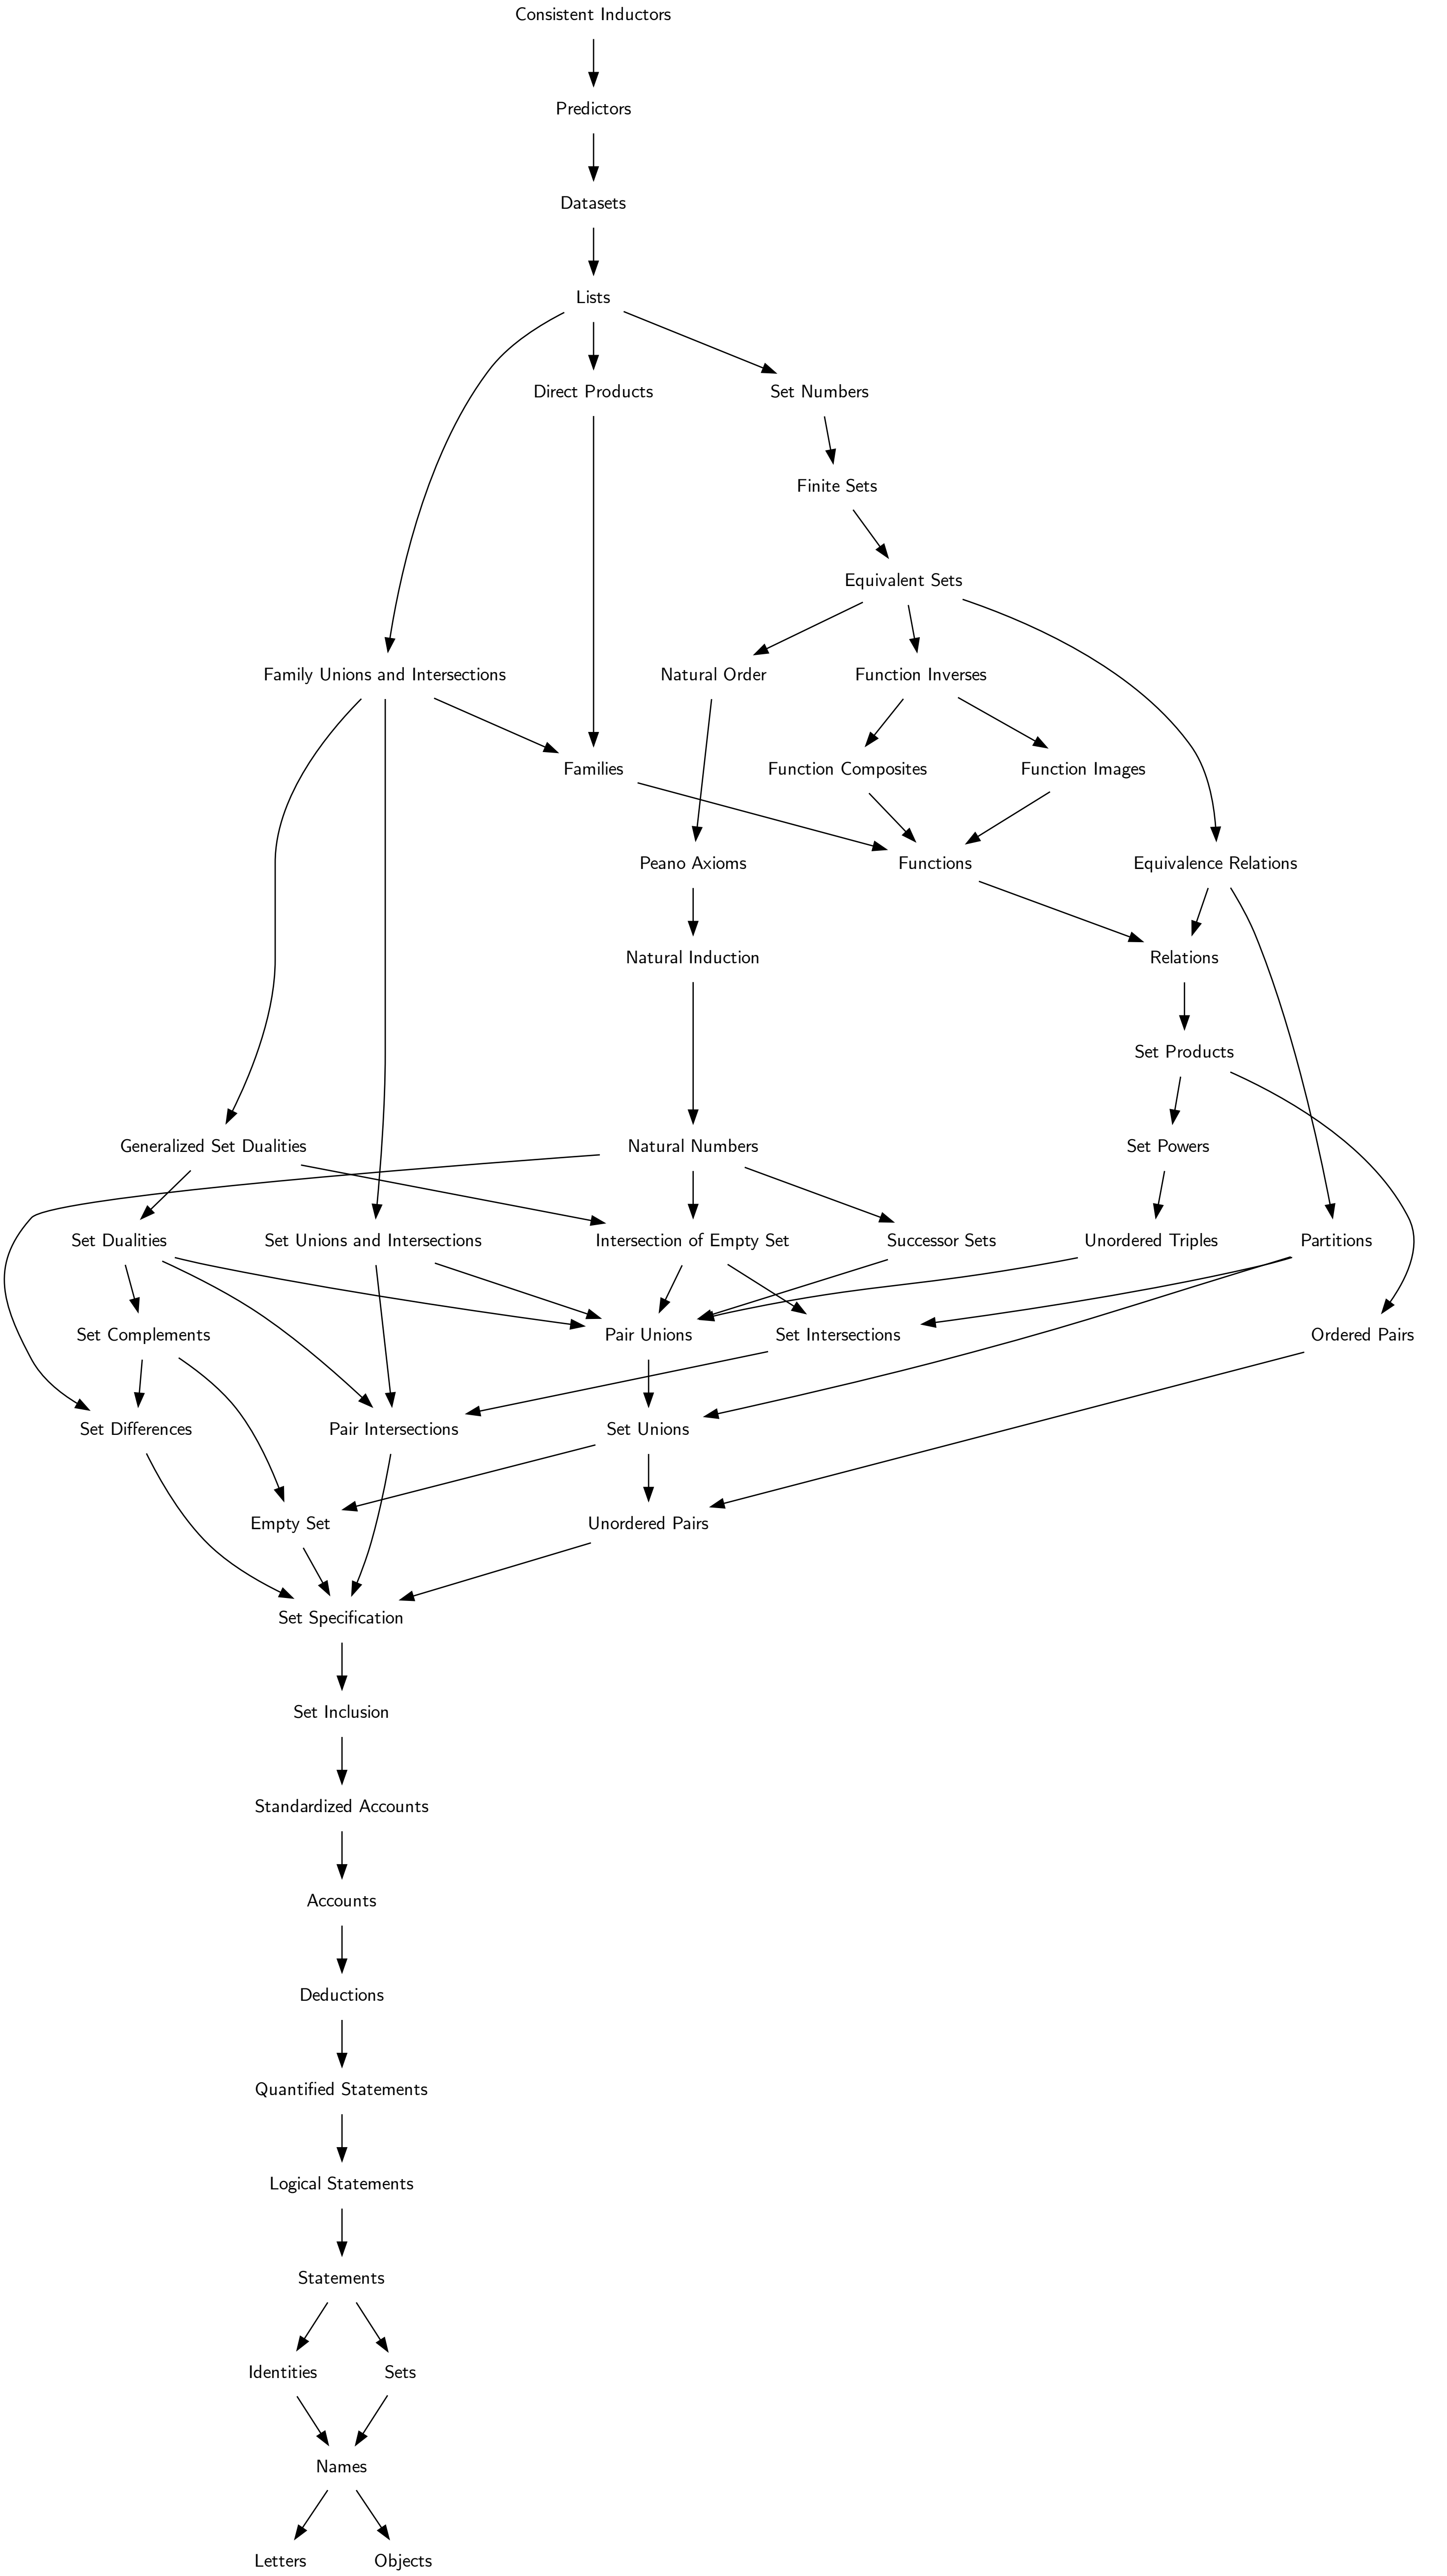 Consistent Inductors
Predictors
Datasets
Lists
Direct Products
Set Numbers
Finite Sets
Equivalent Sets
Family Unions and Intersections
Natural Order
Function Inverses
Families
Function Composites
Function Images
Peano Axioms
Functions
Equivalence Relations
Natural Induction
Relations
Set Products
Generalized Set Dualities
Natural Numbers
Set Powers
Set Dualities
Set Unions and Intersections
Intersection of Empty Set
Successor Sets
Unordered Triples
Partitions
Set Complements
Pair Unions
Set Intersections
Ordered Pairs
Set Differences
Pair Intersections
Set Unions
Empty Set
Unordered Pairs
Set Specification
Set Inclusion
Standardized Accounts
Accounts
Deductions
Quantified Statements
Logical Statements
Statements
Identities
Sets
Names
Letters
Objects